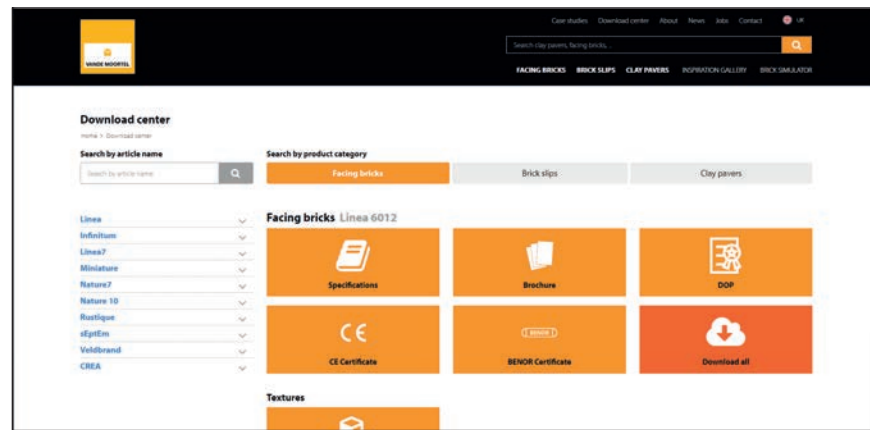 Case studies Download center About News Jobs Contact UK
VANDE MOORTEL
Search clay pavers, facing bricks, ...
FACING BRICKS BRICK SLIPS CLAY PAVERS INSPIRATION GALLERY BRICK SIMULATOR
Download center
Home > Download center
Search by article name
Search by product category
Search by article name
Facing bricks
Brick slips
Clay pavers
Linea
Infinitum
Linea7
Miniature
Nature7
Nature 10
Rustique
sEptEm
Veldbrand
CREA
Facing bricks Linea 6012
Specifications
Brochure
DOP
CE
CE Certificate
BENOR
BENOR Certificate
Download all
Textures